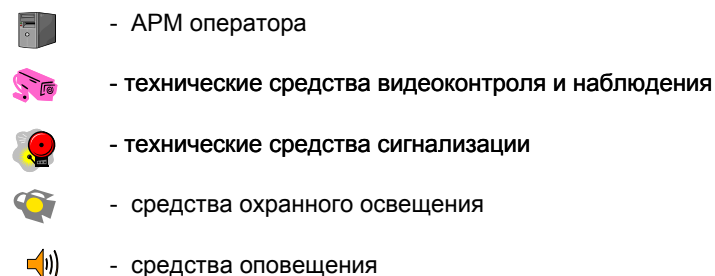 - АРМ оператора
- технические средства видеоконтроля и наблюдения
- технические средства сигнализации
- средства охранного освещения
- средства оповещения